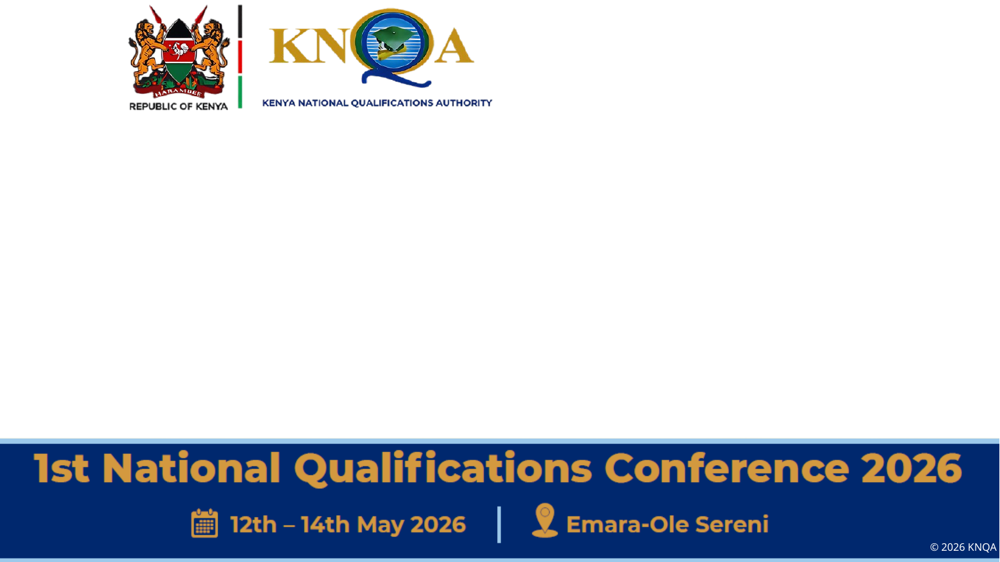 HARAMBEE
REPUBLIC OF KENYA
KNQA
KENYA NATIONAL QUALIFICATIONS AUTHORITY
1st National Qualifications Conference 2026
12th – 14th May 2026
Emara-Ole Sereni
© 2026 KNQA